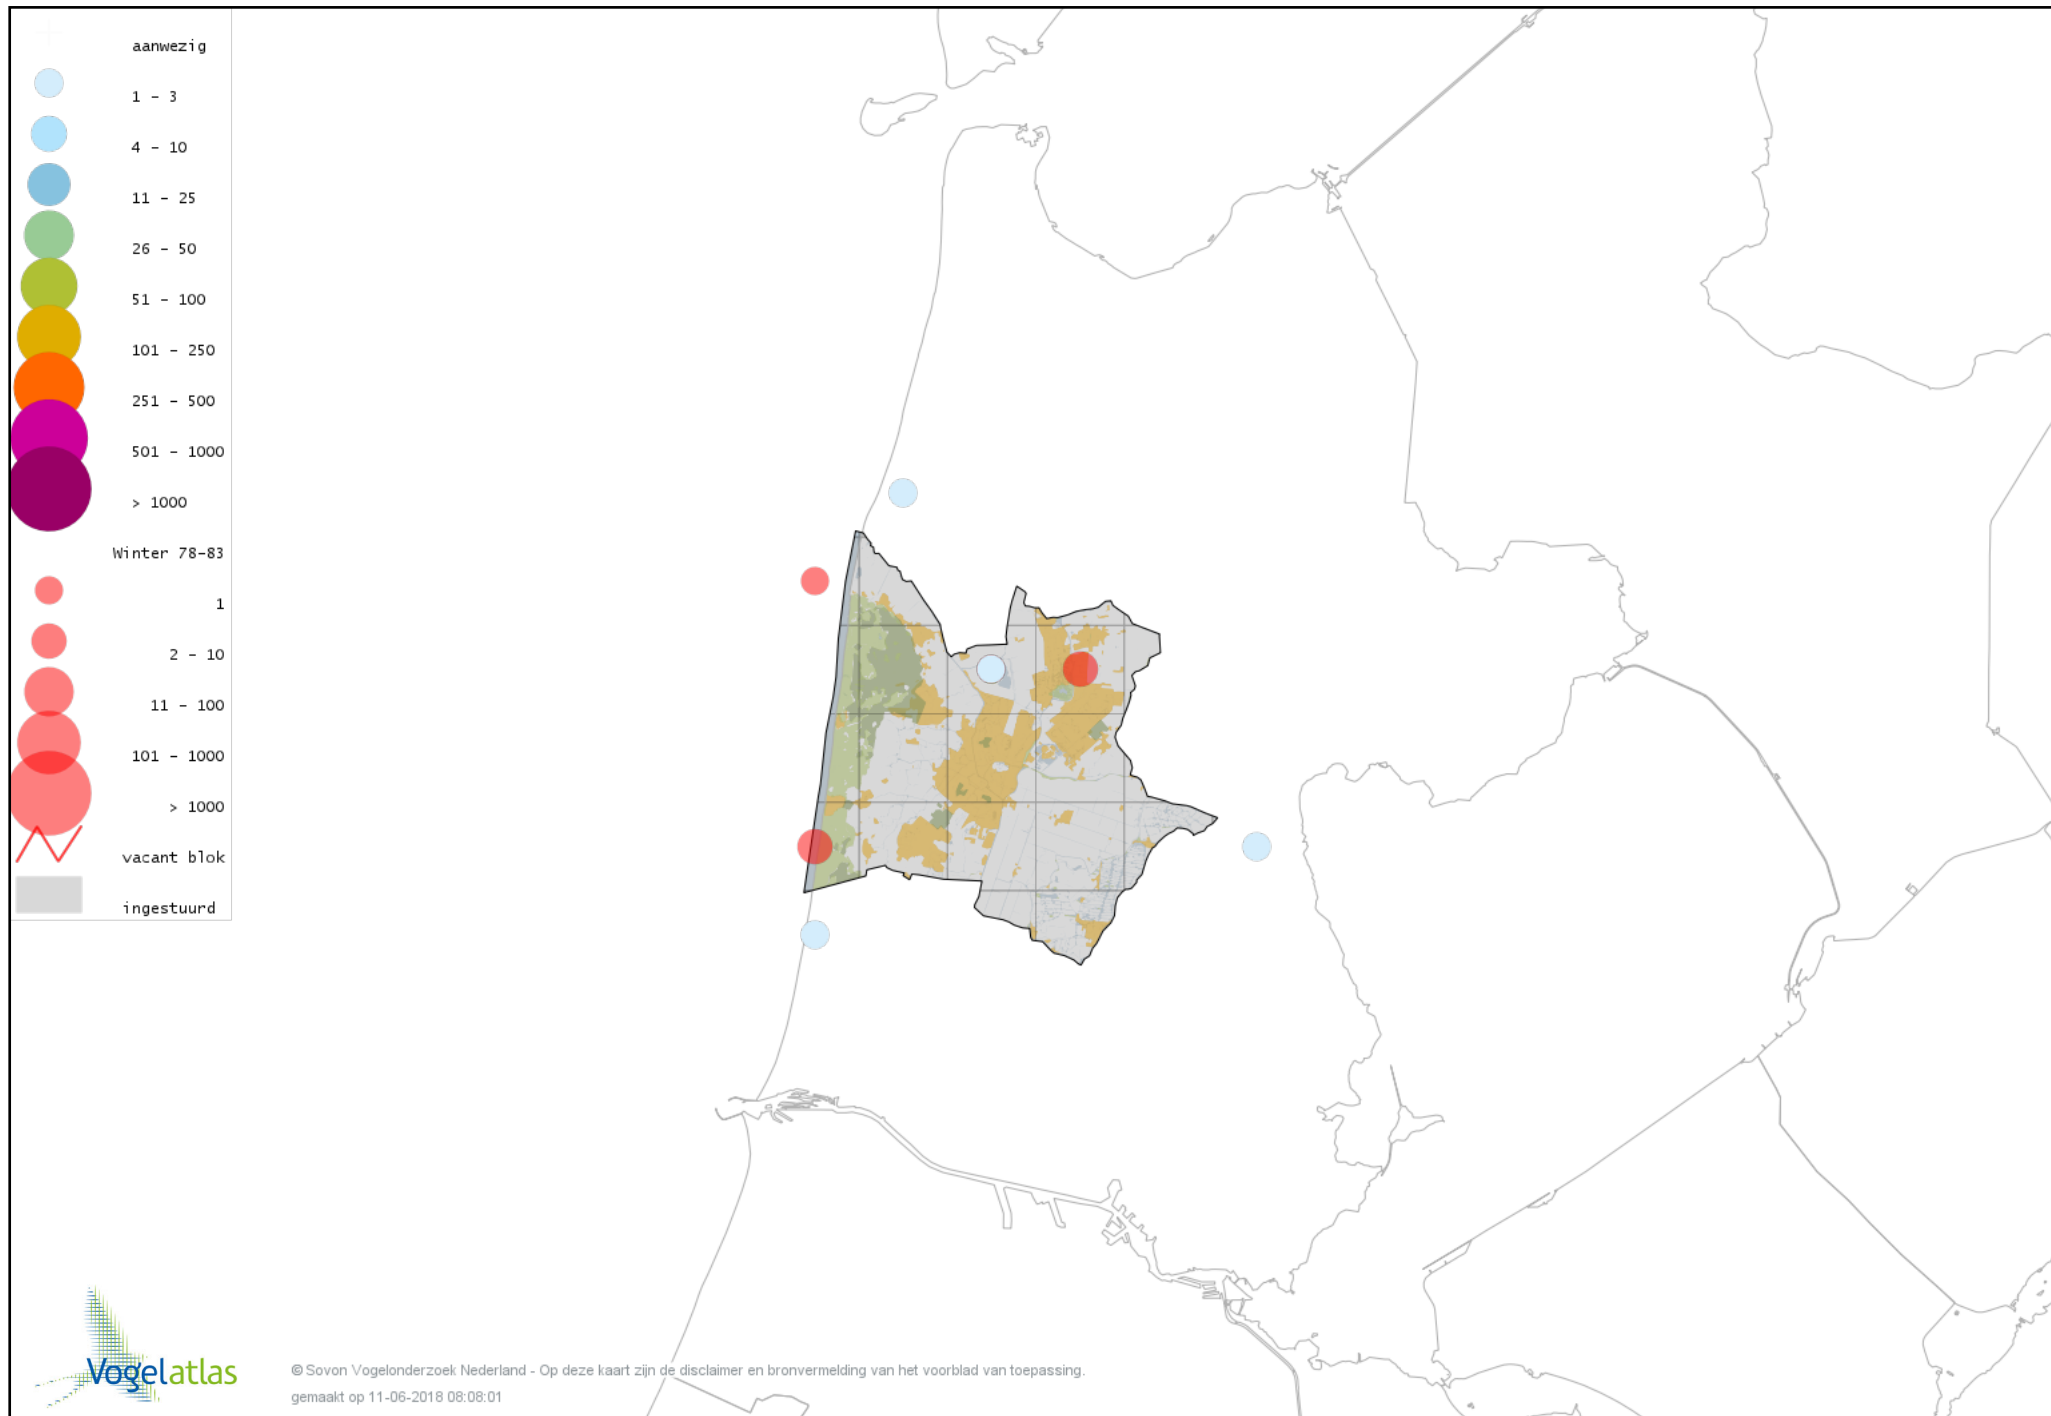 aanwezig
1 - 3
4 - 10
11 - 25
26 - 50
51 - 100
101 - 250
251 - 500
501 - 1000
> 1000
Winter 78-83
1
2 - 10
11 - 100
101 - 1000
> 1000
vacant blok
ingestuurd
Vogelatlas
© Sovon Vogelonderzoek Nederland - Op deze kaart zijn de disclaimer en bronvermelding van het voorblad van toepassing.
gemaakt op 11-06-2018 08:08:01